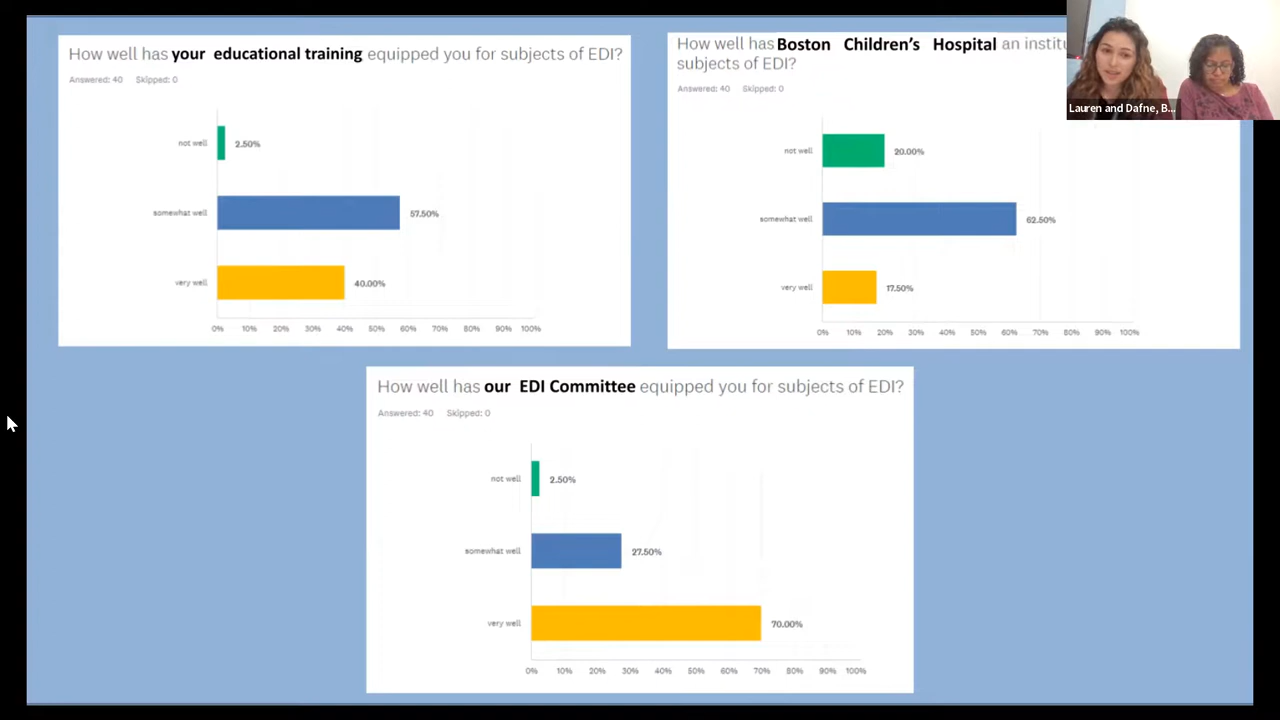 How well has your educational training equipped you for subjects of EDI?
Answered: 40 Skipped: 0
not well 2.50%
somewhat well 57.50%
very well 40.00%
0% 10% 20% 30% 40% 50% 60% 70% 80% 90% 100%
How well has Boston Children's Hospital an
subjects of EDI?
Answered: 40 Skipped: 0
not well 20.00%
somewhat well 62.50%
very well 17.50%
0% 10% 20% 30% 40% 50% 60% 70% 80% 90% 100%
Lauren and Dafne, B...
How well has our EDI Committee equipped you for subjects of EDI?
Answered: 40 Skipped: 0
not well 2.50%
somewhat well 27.50%
very well 70.00%
0% 10% 20% 30% 40% 50% 60% 70% 80% 90% 100%